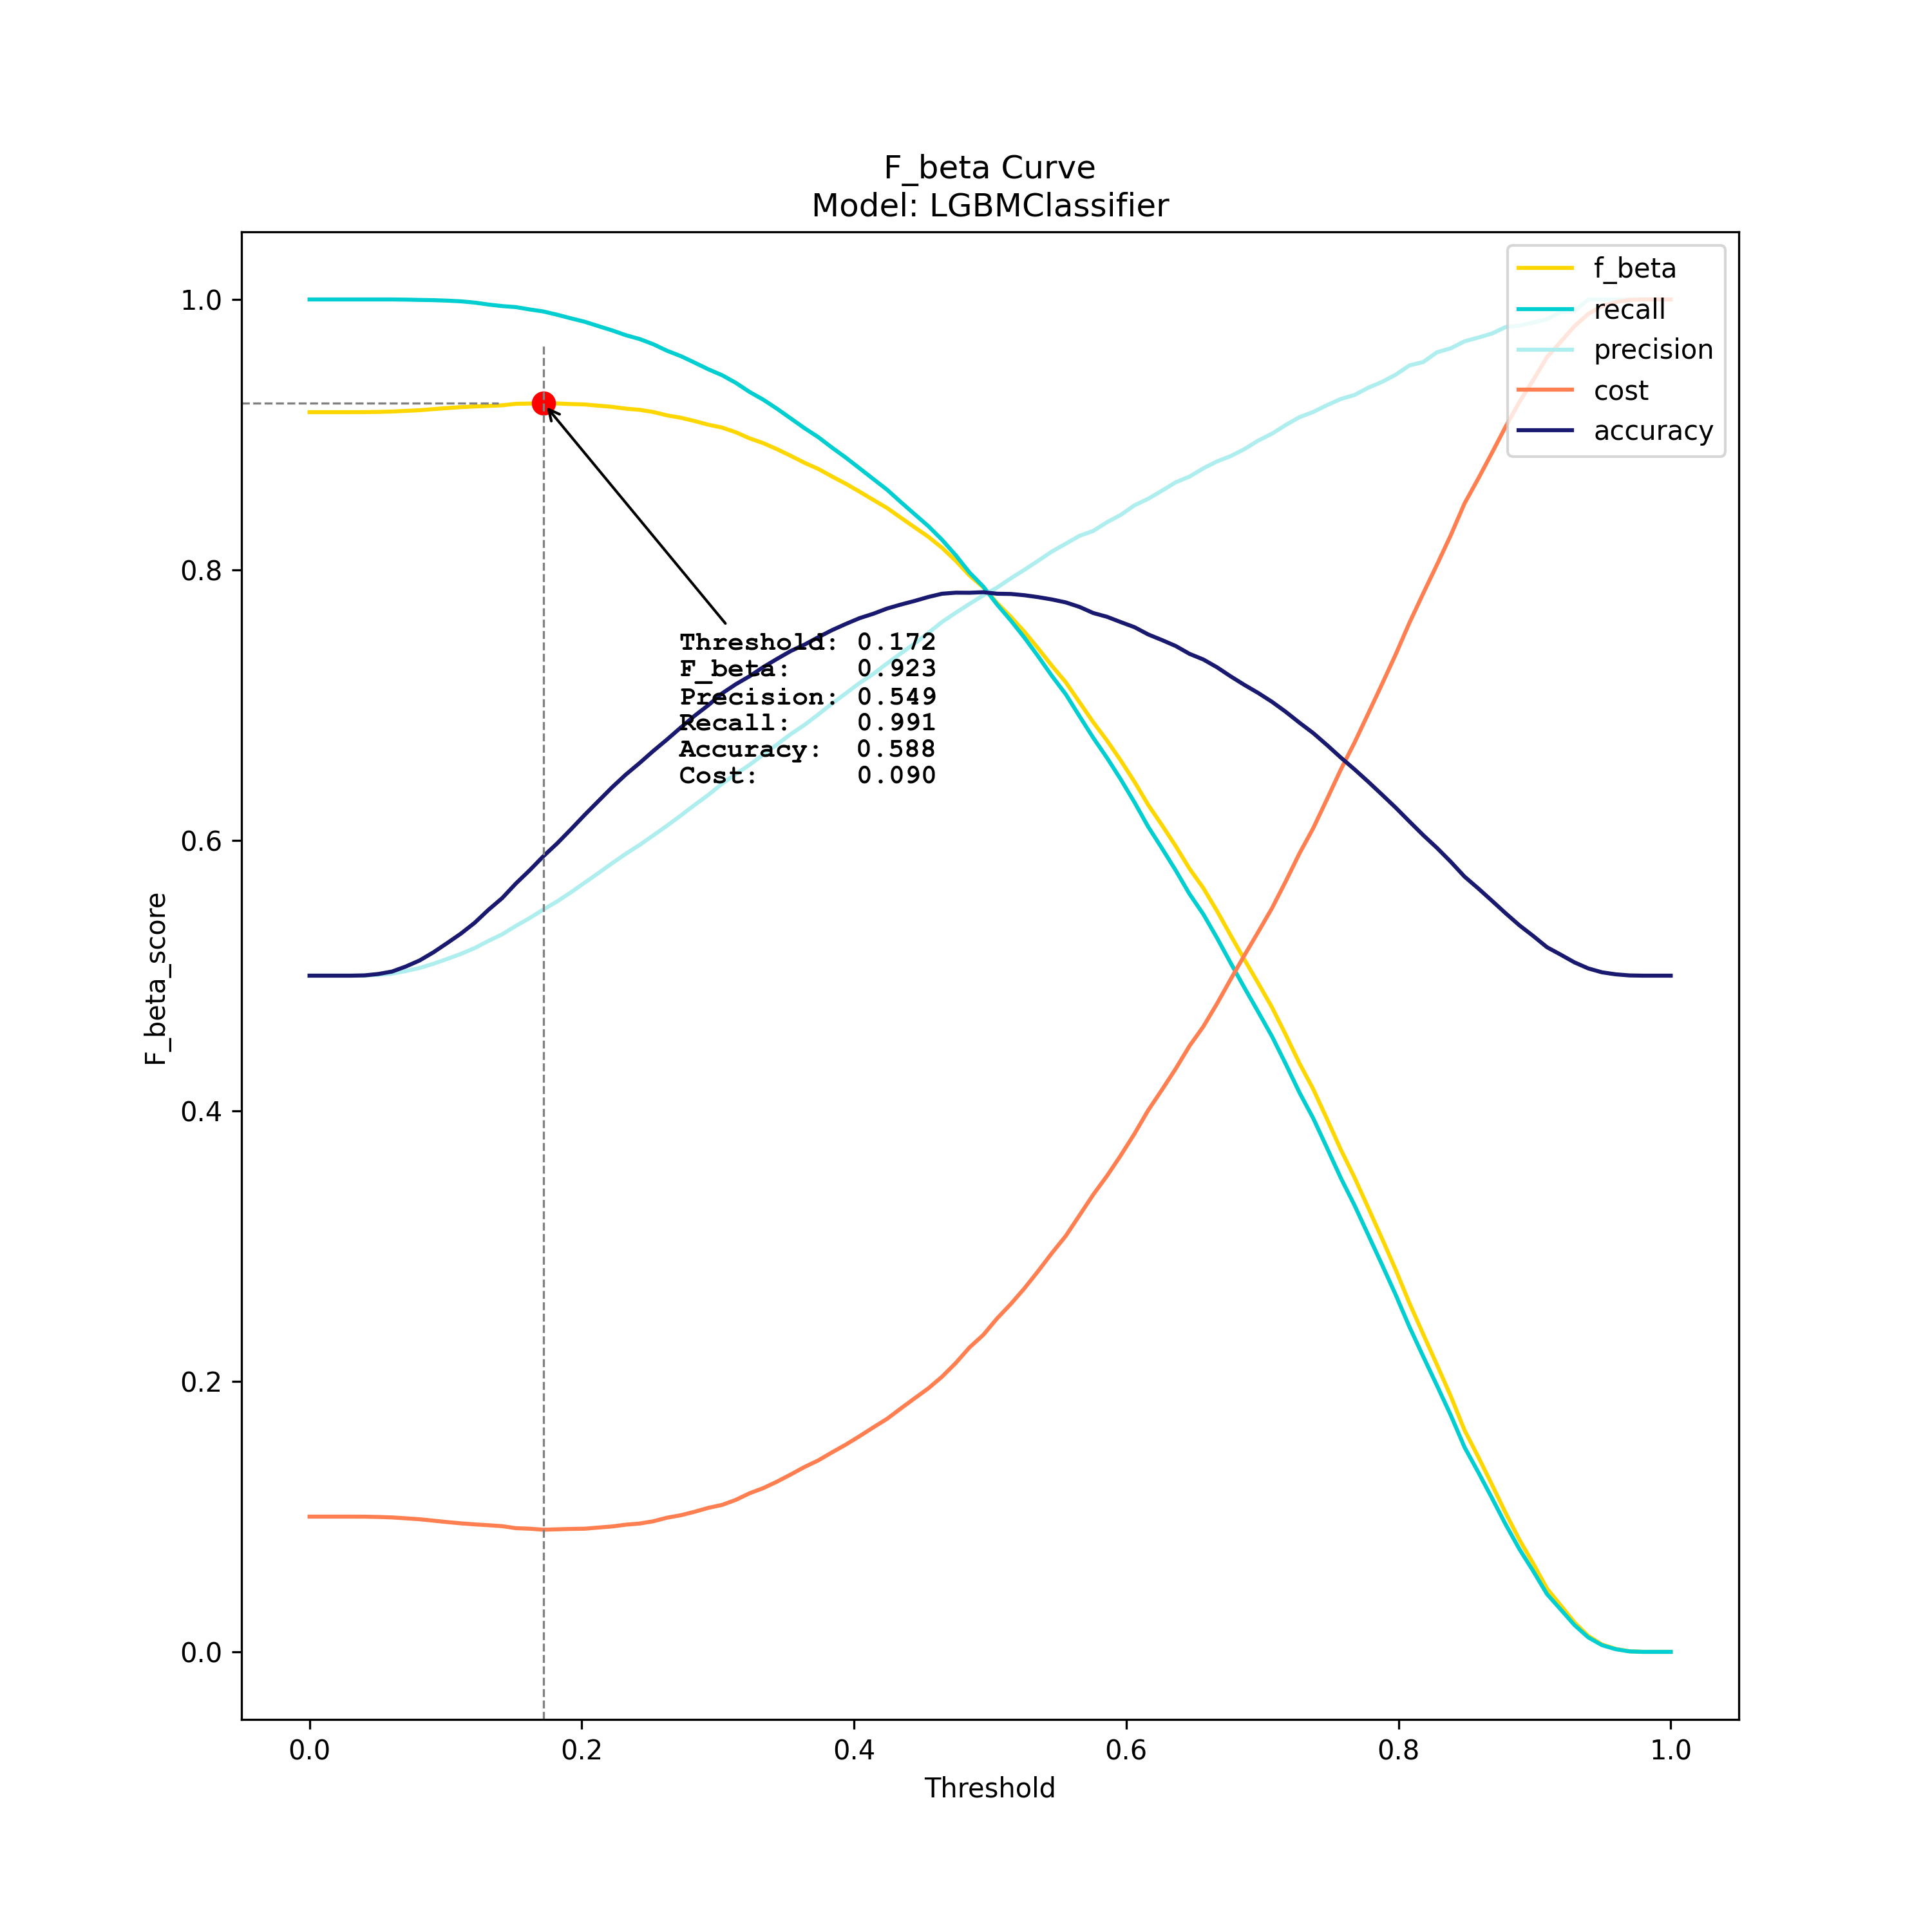 F_beta Curve
Model: LGBMClassifier
f_beta
recall
precision
cost
accuracy
1.0
0.8
0.6
0.4
0.2
0.0
F_beta_score
Threshold: 0.172
F_beta: 0.923
Precision: 0.549
Recall: 0.991
Accuracy: 0.588
Cost: 0.090
0.0 0.2 0.4 0.6 0.8 1.0
Threshold